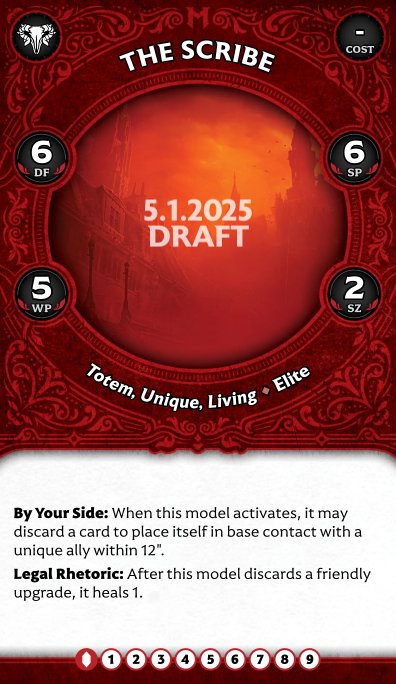 THE SCRIBE
-
COST
6
DF
6
SP
5.1.2025
DRAFT
5
WP
2
SZ
Totem, Unique, Living ♦ Elite
By Your Side: When this model activates, it may
discard a card to place itself in base contact with a
unique ally within 12".
Legal Rhetoric: After this model discards a friendly
upgrade, it heals 1.
1 2 3 4 5 6 7 8 9